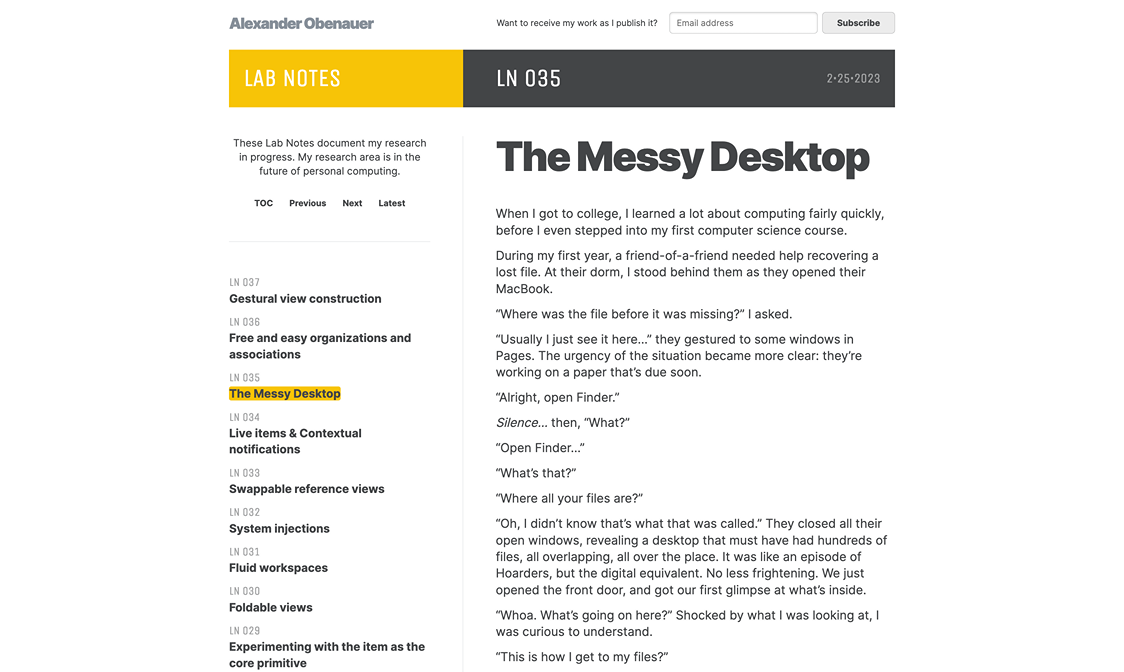 Alexander Obenauer
Want to receive my work as I publish it?
Email address
Subscribe
LAB NOTES
LN 035
2•25•2023
These Lab Notes document my research
in progress. My research area is in the
future of personal computing.
TOC Previous Next Latest
LN 037
Gestural view construction
LN 036
Free and easy organizations and
associations
LN 035
The Messy Desktop
LN 034
Live items & Contextual
notifications
LN 033
Swappable reference views
LN 032
System injections
LN 031
Fluid workspaces
LN 030
Foldable views
LN 029
Experimenting with the item as the
core primitive
The Messy Desktop
When I got to college, I learned a lot about computing fairly quickly,
before I even stepped into my first computer science course.
During my first year, a friend-of-a-friend needed help recovering a
lost file. At their dorm, I stood behind them as they opened their
MacBook.
“Where was the file before it was missing?” I asked.
“Usually I just see it here…” they gestured to some windows in
Pages. The urgency of the situation became more clear: they’re
working on a paper that’s due soon.
“Alright, open Finder.”
Silence… then, “What?”
“Open Finder…”
“What’s that?”
“Where all your files are?”
“Oh, I didn’t know that’s what that was called.” They closed all their
open windows, revealing a desktop that must have had hundreds of
files, all overlapping, all over the place. It was like an episode of
Hoarders, but the digital equivalent. No less frightening. We just
opened the front door, and got our first glimpse at what’s inside.
“Whoa. What’s going on here?” Shocked by what I was looking at, I
was curious to understand.
“This is how I get to my files?”